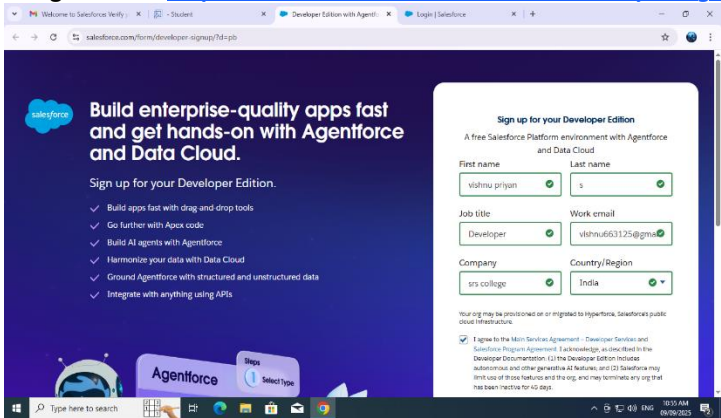 Welcome to Salesforce: Verify y
- Student
Developer Edition with Agentfo
Login | Salesforce
salesforce.com/form/developer-signup/?d=pb
salesforce
Build enterprise-quality apps fast
and get hands-on with Agentforce
and Data Cloud.
Sign up for your Developer Edition.
Build apps fast with drag-and-drop tools
Go further with Apex code
Build AI agents with Agentforce
Harmonize your data with Data Cloud
Ground Agentforce with structured and unstructured data
Integrate with anything using APIs
Agentforce
Steps
1 Select Type
Sign up for your Developer Edition
A free Salesforce Platform environment with Agentforce
and Data Cloud
First name Last name
vishnu priyan s
Job title Work email
Developer vishnu663125@gma
Company Country/Region
srs college India
Your org may be provisioned on or migrated to Hyperforce, Salesforce's public
cloud infrastructure.
I agree to the Main Services Agreement - Developer Services and
Salesforce Program Agreement. I acknowledge, as described in the
Developer Documentation: (1) the Developer Edition includes
autonomous and other generative AI features, and (2) Salesforce may
limit use of those features and the org, and may terminate any org that
has been inactive for 45 days.
Type here to search
ENG
10:55 AM
09/09/2025